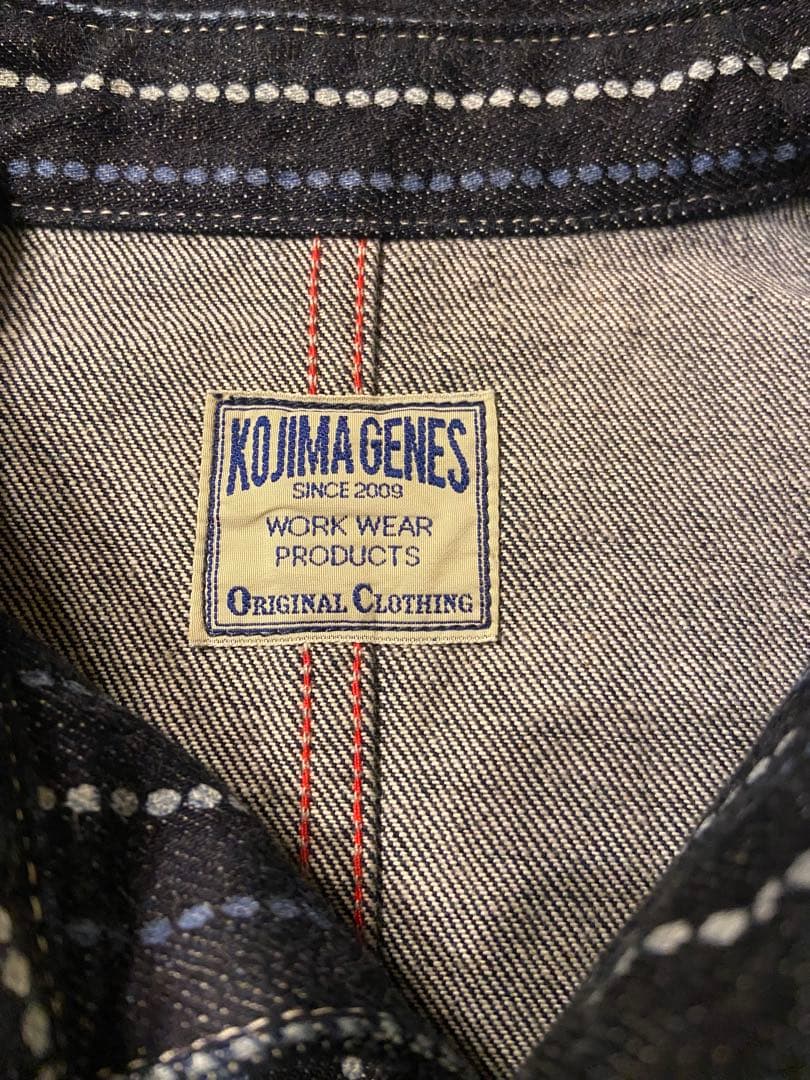 KOJIMA GENES
SINCE 2009
WORK WEAR
PRODUCTS
ORIGINAL CLOTHING